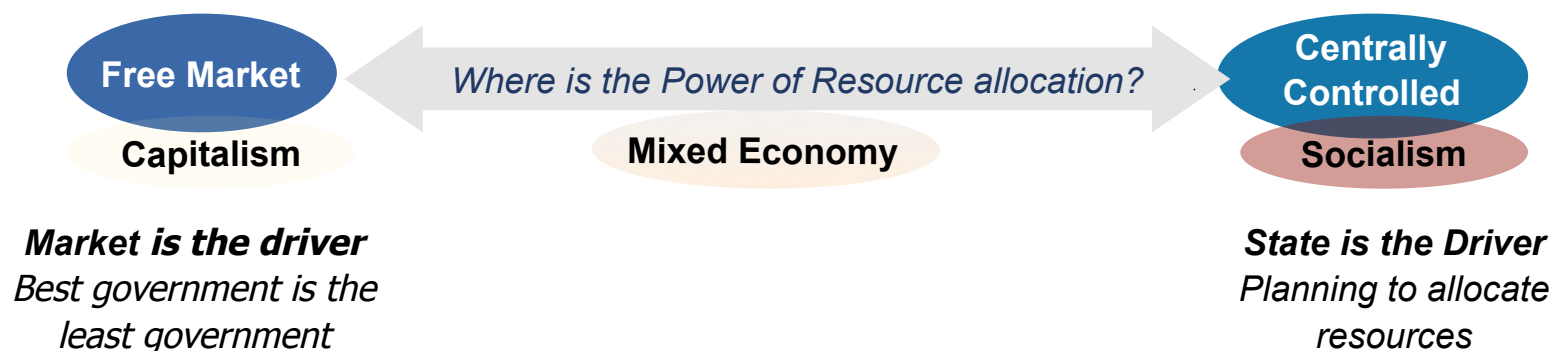 Free Market
Where is the Power of Resource allocation?
Centrally
Controlled
Capitalism
Mixed Economy
Socialism
Market is the driver
Best government is the
least government
State is the Driver
Planning to allocate
resources